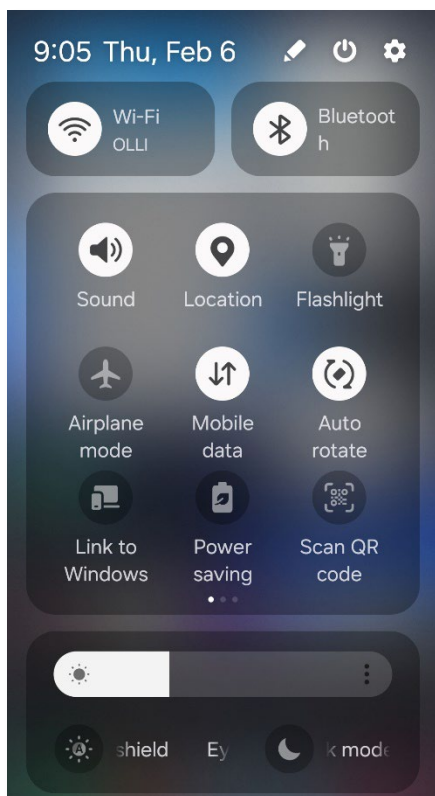 9:05 Thu, Feb 6
Wi-Fi
OLLI
Bluetoot
h
Sound
Location
Flashlight
Airplane
mode
Mobile
data
Auto
rotate
Link to
Windows
Power
saving
Scan QR
code
A
shield Ey
k mode